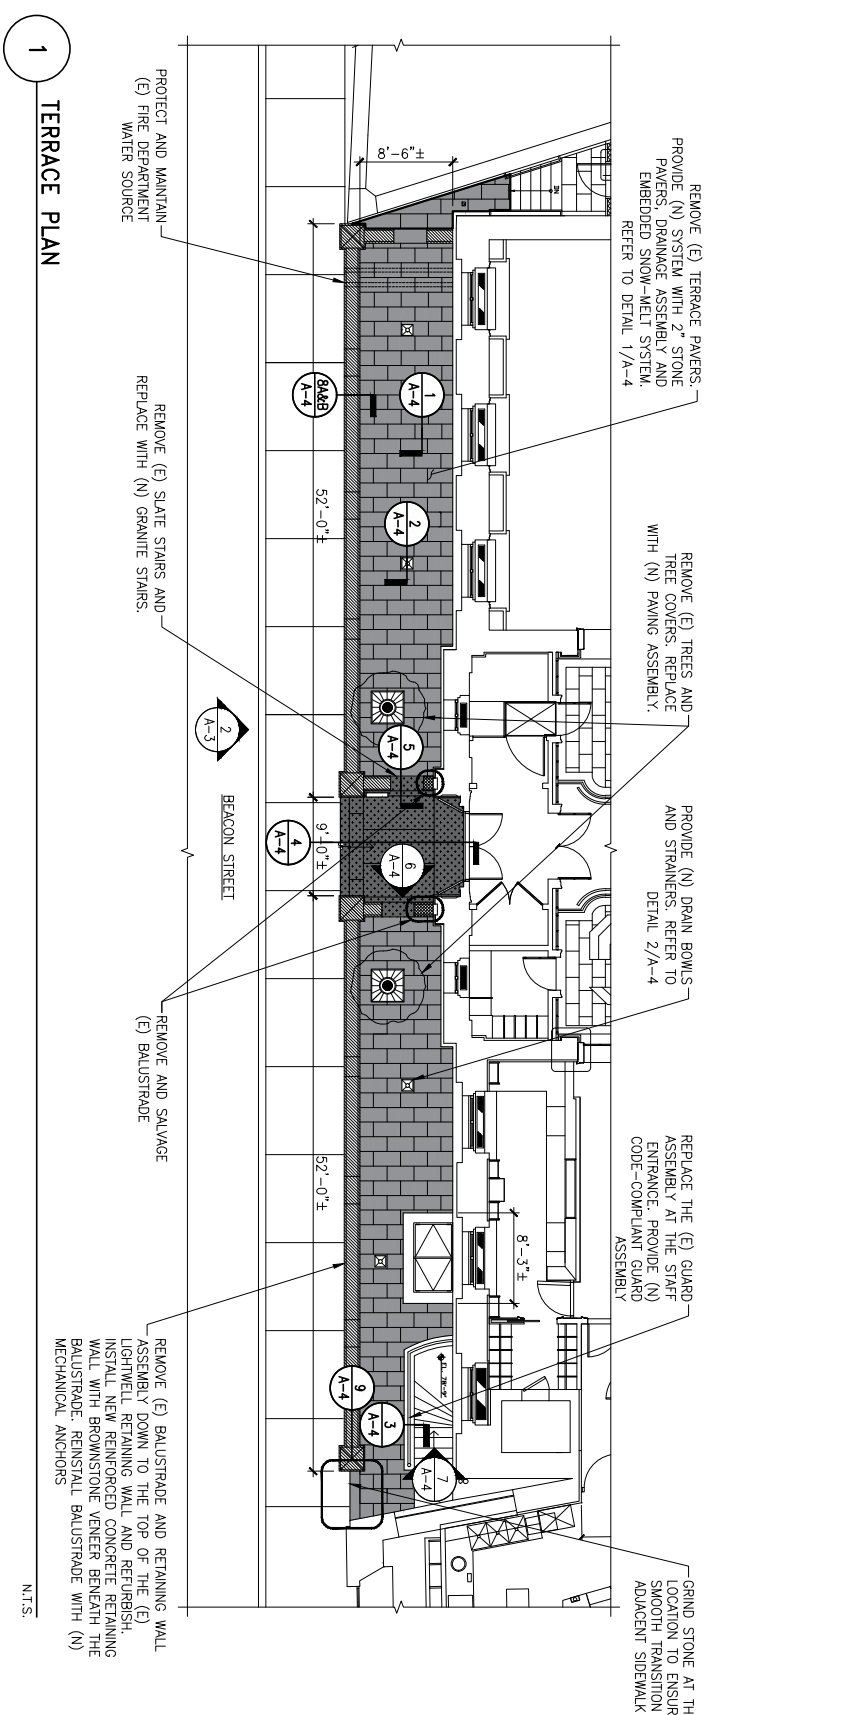 REMOVE (E) TERRACE PAVERS.
PROVIDE (N) SYSTEM WITH 2" STONE
PAVERS, DRAINAGE ASSEMBLY AND
EMBEDDED SNOW-MELT SYSTEM.
REFER TO DETAIL 1/A-4
REMOVE (E) TREES AND
TREE COVERS. REPLACE
WITH (N) PAVING ASSEMBLY.
PROVIDE (N) DRAIN BOWLS
AND STRAINERS. REFER TO
DETAIL 2/A-4
REPLACE THE (E) GUARD
ASSEMBLY AT THE STAFF
ENTRANCE. PROVIDE (N)
CODE-COMPLIANT GUARD
ASSEMBLY
GRIND STONE AT TH
LOCATION TO ENSUR
SMOOTH TRANSITION
ADJACENT SIDEWALK
DN
8'-6"±
8'-3"±
EL. 78'-9"
1
A-4
2
A-4
8A&B
A-4
5
A-4
6
A-4
4
A-4
9
A-4
3
A-4
7
A-4
52'-0"±
9'-0"±
52'-0"±
2
A-3
BEACON STREET
PROTECT AND MAINTAIN
(E) FIRE DEPARTMENT
WATER SOURCE
REMOVE (E) SLATE STAIRS AND
REPLACE WITH (N) GRANITE STAIRS.
REMOVE AND SALVAGE
(E) BALUSTRADE
REMOVE (E) BALUSTRADE AND RETAINING WALL
ASSEMBLY DOWN TO THE TOP OF THE (E)
LIGHTWELL RETAINING WALL AND REFURBISH.
INSTALL NEW REINFORCED CONCRETE RETAINING
WALL WITH BROWNSTONE VENEER BENEATH THE
BALUSTRADE. REINSTALL BALUSTRADE WITH (N)
MECHANICAL ANCHORS
1
TERRACE PLAN
N.T.S.